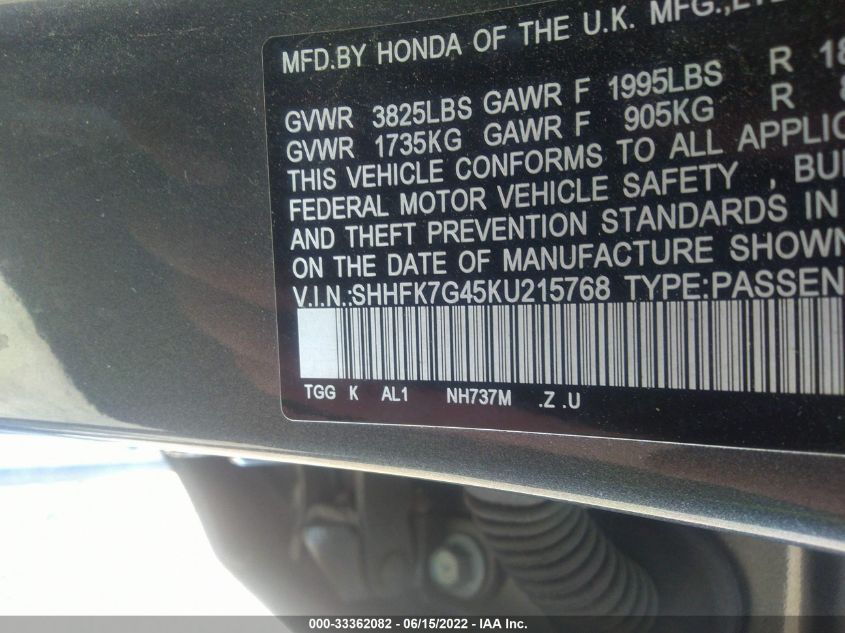 MFD.BY HONDA OF THE U.K. MFG.,
GVWR 3825LBS GAWR F 1995LBS R
GVWR 1735KG GAWR F 905KG R
THIS VEHICLE CONFORMS TO ALL
FEDERAL MOTOR VEHICLE SAFETY ,
AND THEFT PREVENTION STANDARDS IN
ON THE DATE OF MANUFACTURE SHOWN
V.I.N.:SHHFK7G45KU215768 TYPE:PASSEN
TGG K AL1 NH737M .Z .U
000-33362082 - 06/15/2022 - IAA Inc.